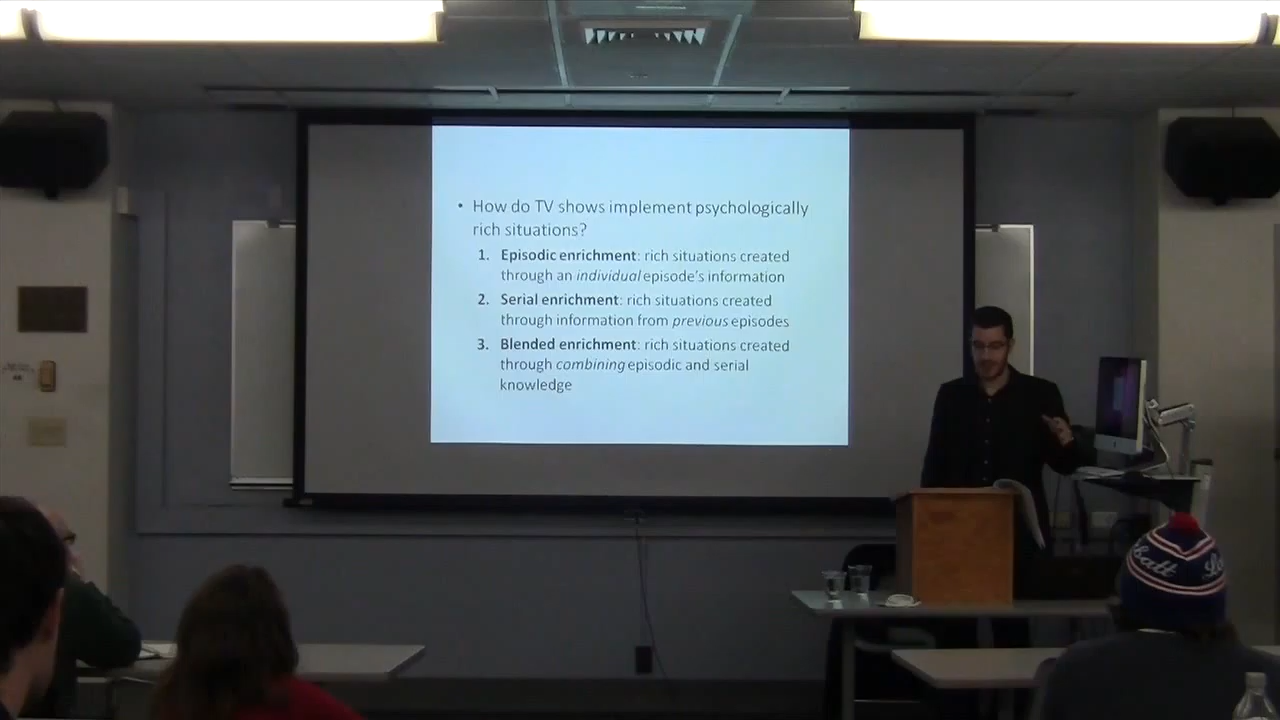 • How do TV shows implement psychologically
rich situations?
1. Episodic enrichment: rich situations created
through an individual episode's information
2. Serial enrichment: rich situations created
through information from previous episodes
3. Blended enrichment: rich situations created
through combining episodic and serial
knowledge